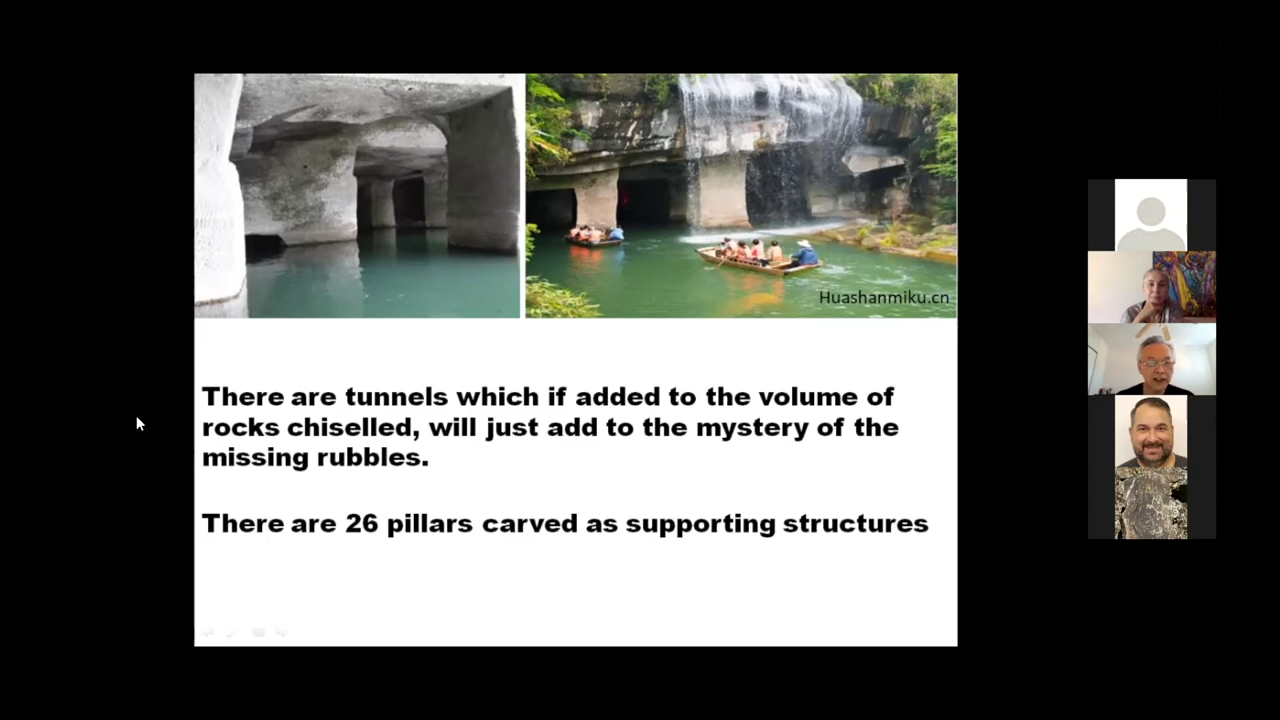 Huashanmiku.cn
There are tunnels which if added to the volume of
rocks chiselled, will just add to the mystery of the
missing rubbles.
There are 26 pillars carved as supporting structures